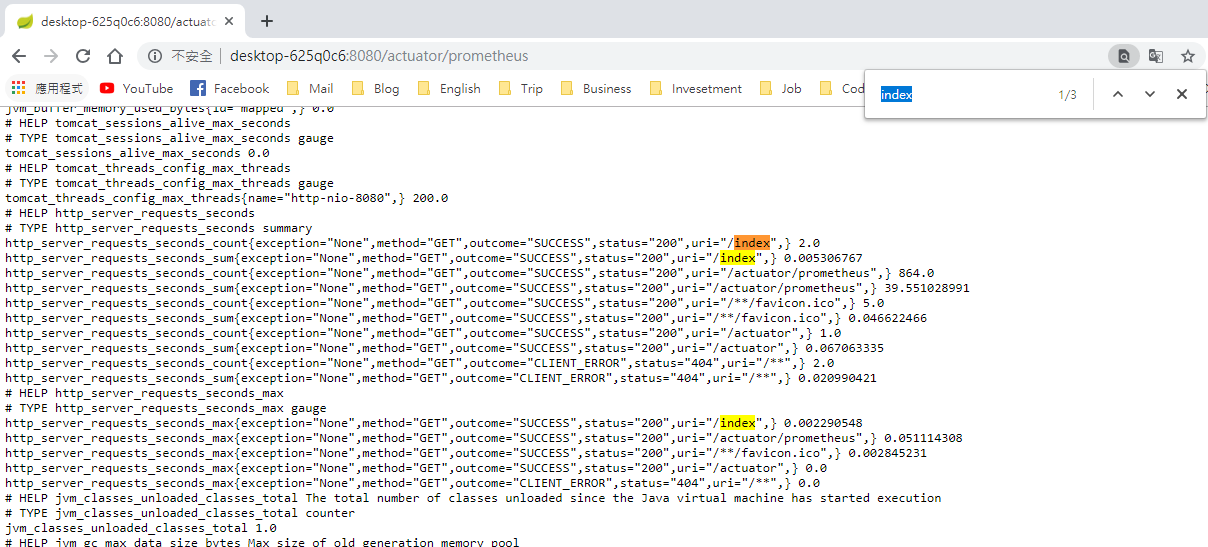 desktop-625q0c6:8080/actuato
不安全 desktop-625q0c6:8080/actuator/prometheus
應用程式 YouTube Facebook Mail Blog English Trip Business Invesetment Job Cod
index 1/3
jvm_buffer_memory_used_bytes{id="mapped",} 0.0
# HELP tomcat_sessions_alive_max_seconds
# TYPE tomcat_sessions_alive_max_seconds gauge
tomcat_sessions_alive_max_seconds 0.0
# HELP tomcat_threads_config_max_threads
# TYPE tomcat_threads_config_max_threads gauge
tomcat_threads_config_max_threads{name="http-nio-8080",} 200.0
# HELP http_server_requests_seconds
# TYPE http_server_requests_seconds summary
http_server_requests_seconds_count{exception="None",method="GET",outcome="SUCCESS",status="200",uri="/index",} 2.0
http_server_requests_seconds_sum{exception="None",method="GET",outcome="SUCCESS",status="200",uri="/index",} 0.005306767
http_server_requests_seconds_count{exception="None",method="GET",outcome="SUCCESS",status="200",uri="/actuator/prometheus",} 864.0
http_server_requests_seconds_sum{exception="None",method="GET",outcome="SUCCESS",status="200",uri="/actuator/prometheus",} 39.551028991
http_server_requests_seconds_count{exception="None",method="GET",outcome="SUCCESS",status="200",uri="/**/favicon.ico",} 5.0
http_server_requests_seconds_sum{exception="None",method="GET",outcome="SUCCESS",status="200",uri="/**/favicon.ico",} 0.046622466
http_server_requests_seconds_count{exception="None",method="GET",outcome="SUCCESS",status="200",uri="/actuator",} 1.0
http_server_requests_seconds_sum{exception="None",method="GET",outcome="SUCCESS",status="200",uri="/actuator",} 0.067063335
http_server_requests_seconds_count{exception="None",method="GET",outcome="CLIENT_ERROR",status="404",uri="/**",} 2.0
http_server_requests_seconds_sum{exception="None",method="GET",outcome="CLIENT_ERROR",status="404",uri="/**",} 0.020990421
# HELP http_server_requests_seconds_max
# TYPE http_server_requests_seconds_max gauge
http_server_requests_seconds_max{exception="None",method="GET",outcome="SUCCESS",status="200",uri="/index",} 0.002290548
http_server_requests_seconds_max{exception="None",method="GET",outcome="SUCCESS",status="200",uri="/actuator/prometheus",} 0.051114308
http_server_requests_seconds_max{exception="None",method="GET",outcome="SUCCESS",status="200",uri="/**/favicon.ico",} 0.002845231
http_server_requests_seconds_max{exception="None",method="GET",outcome="SUCCESS",status="200",uri="/actuator",} 0.0
http_server_requests_seconds_max{exception="None",method="GET",outcome="CLIENT_ERROR",status="404",uri="/**",} 0.0
# HELP jvm_classes_unloaded_classes_total The total number of classes unloaded since the Java virtual machine has started execution
# TYPE jvm_classes_unloaded_classes_total counter
jvm_classes_unloaded_classes_total 1.0
# HELP jvm_gc_max_data_size_bytes Max size of old generation memory pool